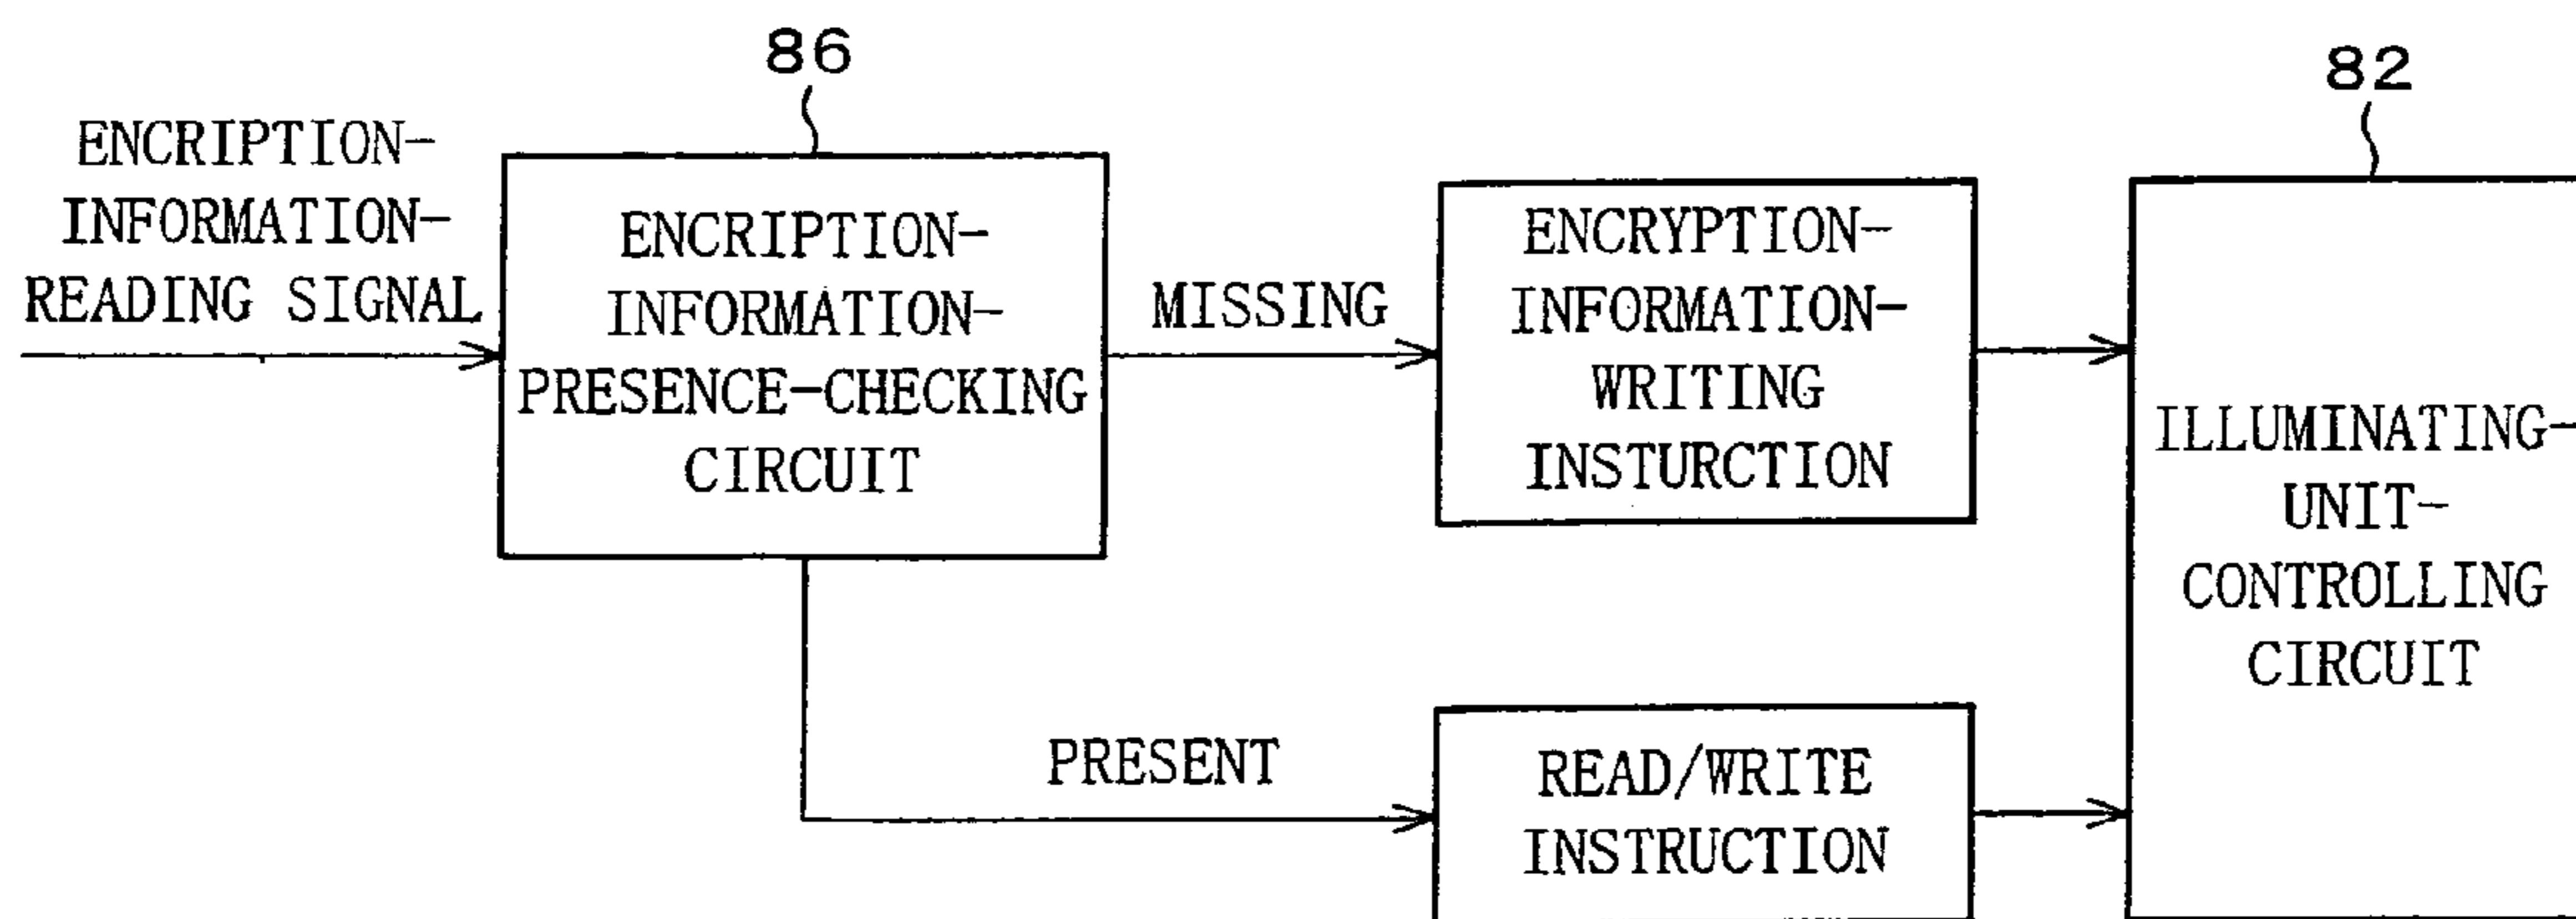 86
ENCRIPTION-
INFORMATION-
READING SIGNAL
ENCRIPTION-
INFORMATION-
PRESENCE-CHECKING
CIRCUIT
MISSING
ENCRYPTION-
INFORMATION-
WRITING
INSTURCTION
PRESENT
READ/WRITE
INSTRUCTION
82
ILLUMINATING-
UNIT-
CONTROLLING
CIRCUIT